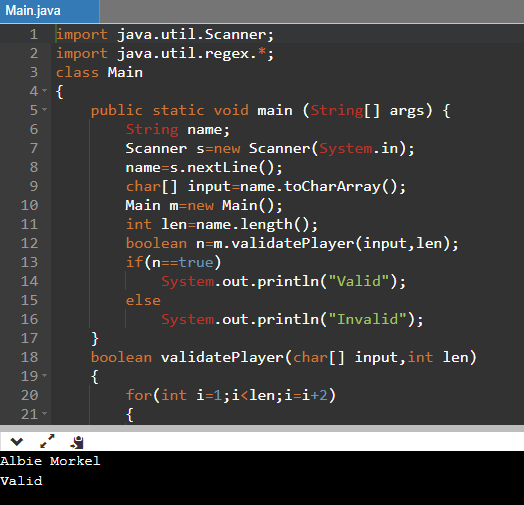 Main.java
1 import java.util.Scanner;
2 import java.util.regex.*;
3 class Main
4 {
5 public static void main (String[] args) {
6 String name;
7 Scanner s=new Scanner(System.in);
8 name=s.nextLine();
9 char[] input=name.toCharArray();
10 Main m=new Main();
11 int len=name.length();
12 boolean n=m.validatePlayer(input,len);
13 if(n==true)
14 System.out.println("Valid");
15 else
16 System.out.println("Invalid");
17 }
18 boolean validatePlayer(char[] input,int len)
19 {
20 for(int i=1;i<len;i=i+2)
21 {
Albie Morkel
Valid